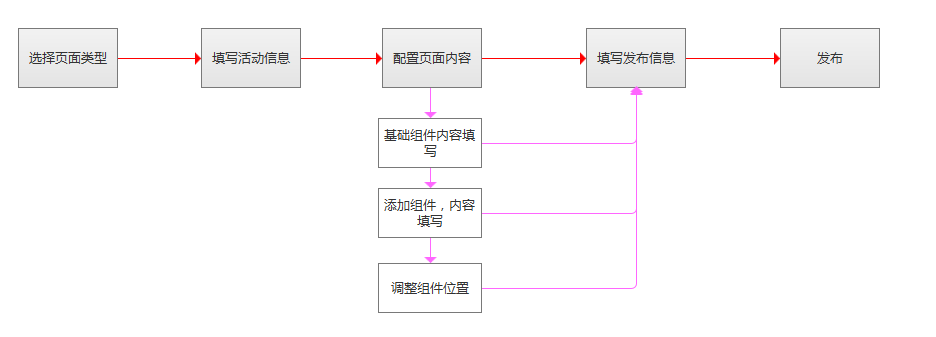 选择页面类型
填写活动信息
配置页面内容
填写发布信息
发布
基础组件内容填
写
添加组件，内容
填写
调整组件位置